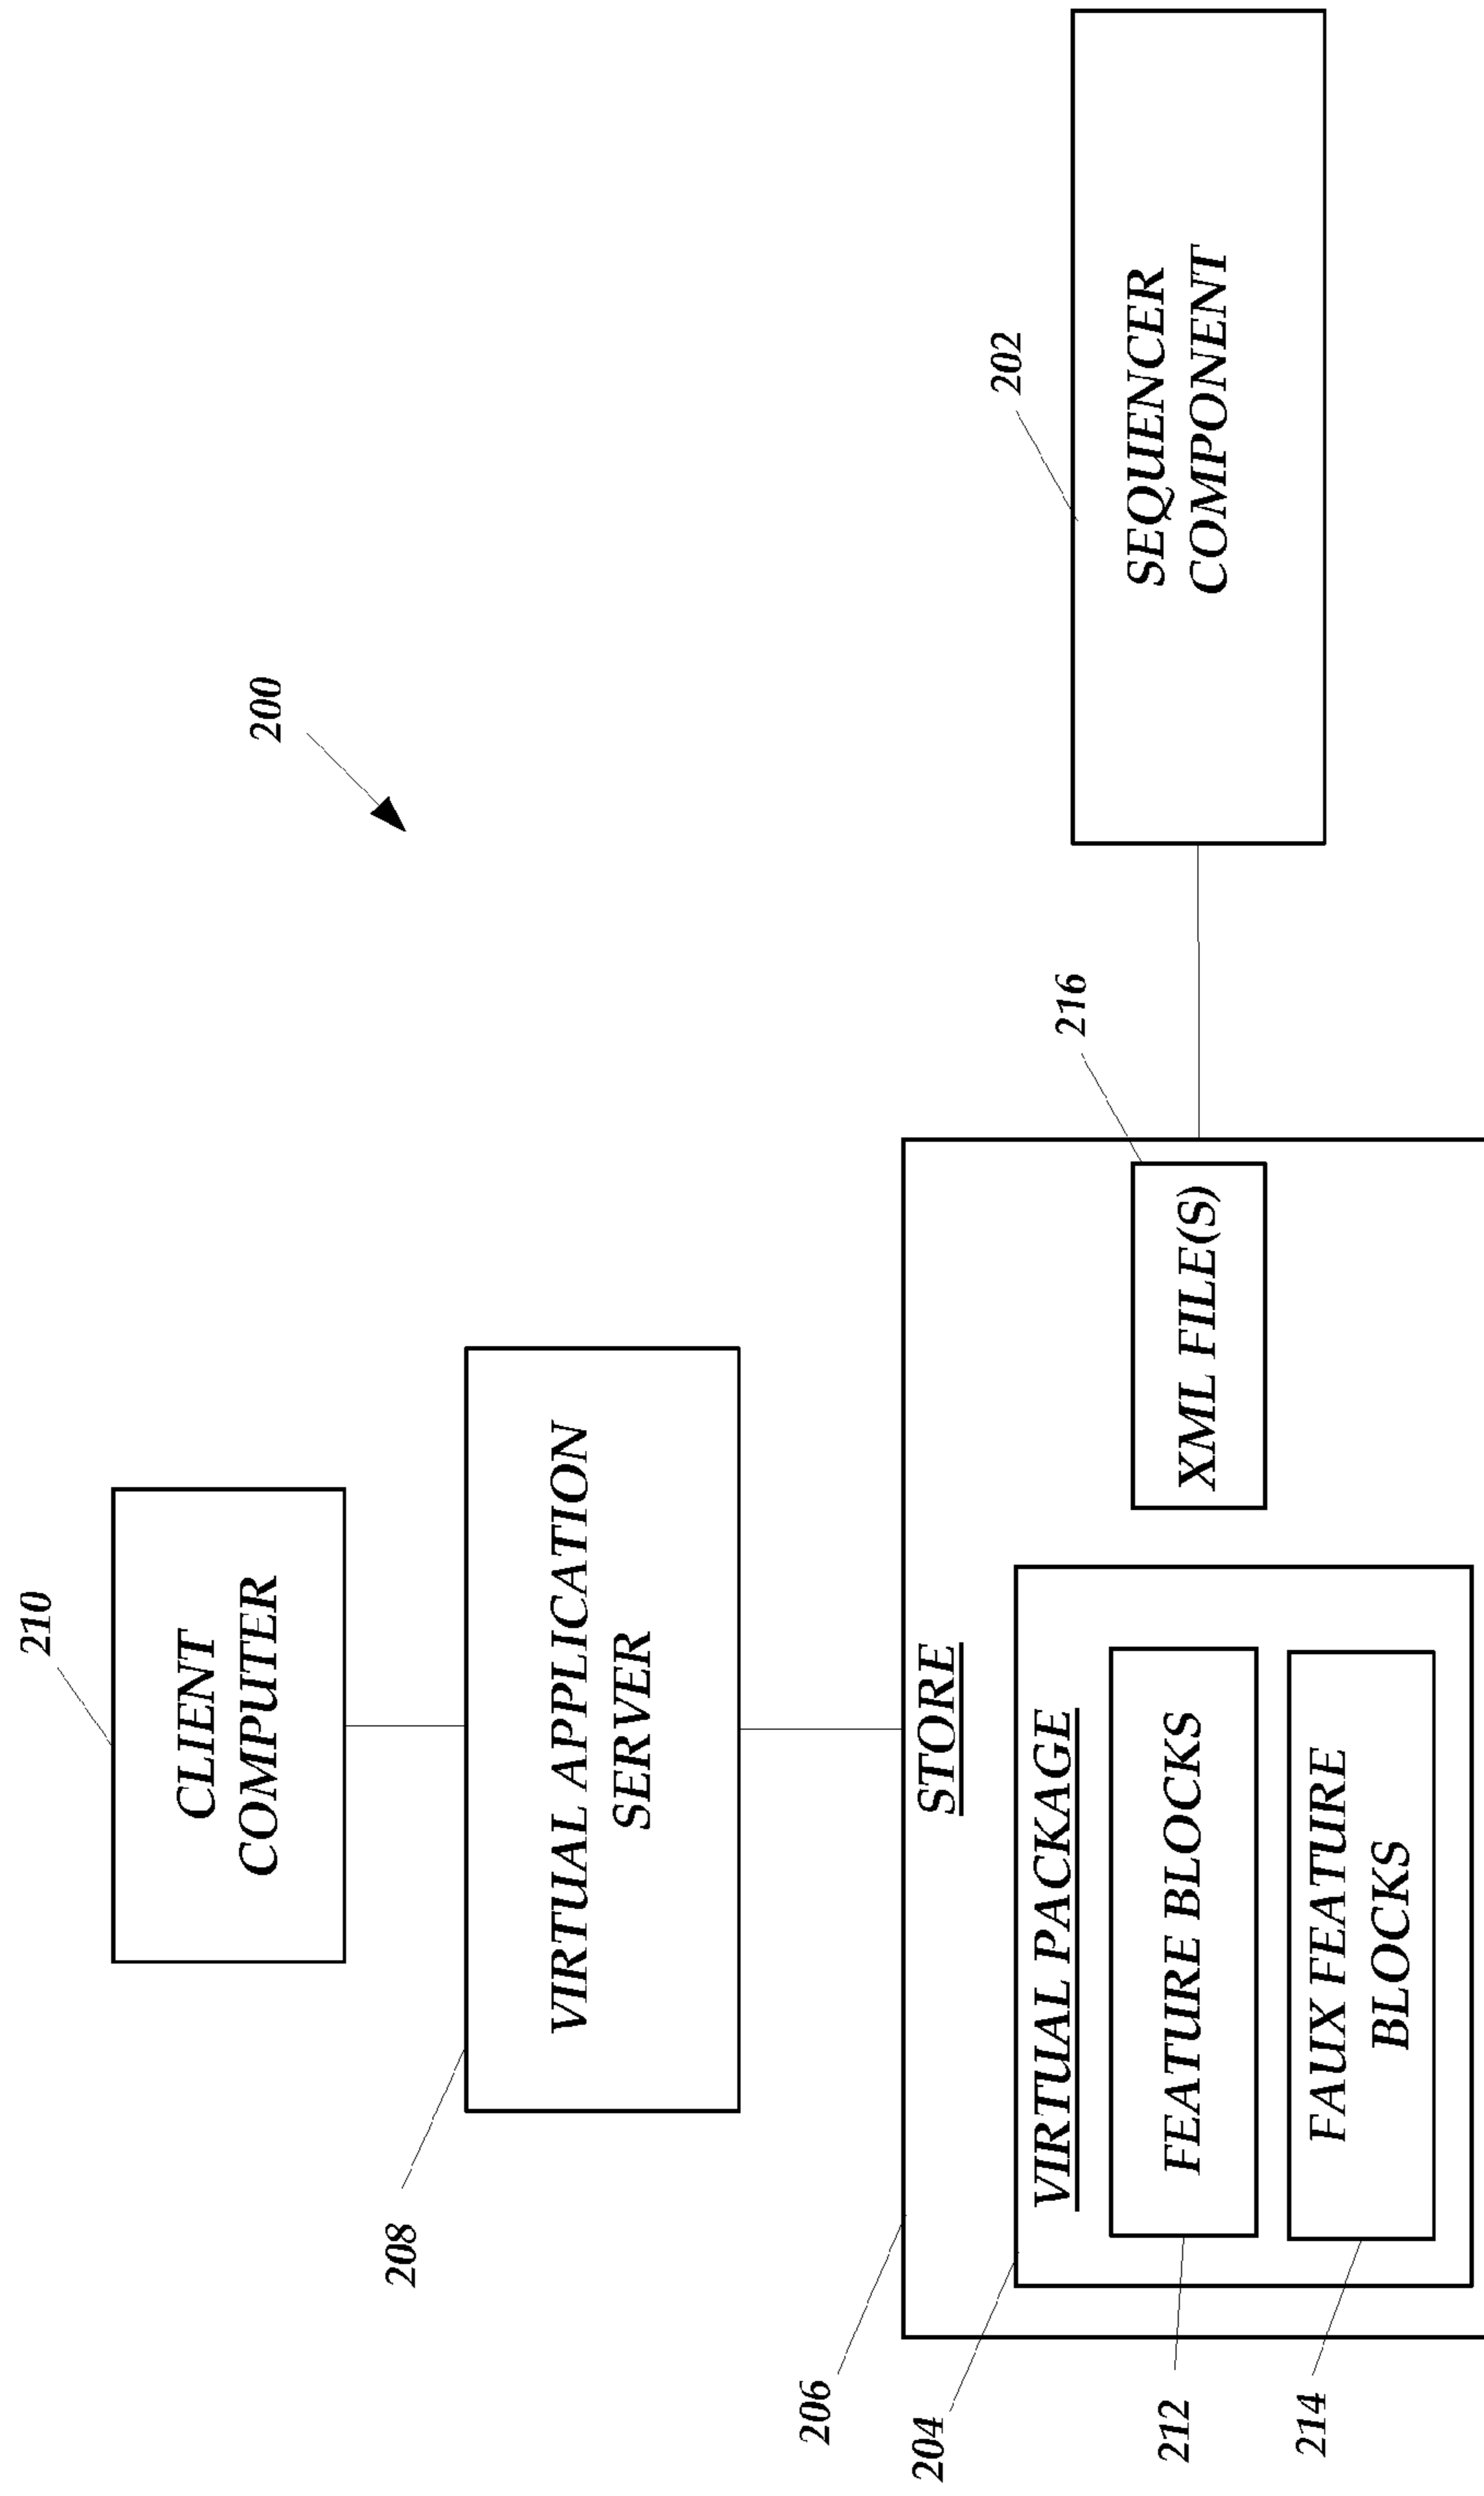 210
CLIENT
COMPUTER
200
208
VIRTUAL APPLICATION
SERVER
206
STORE
204
VIRTUAL PACKAGE
212
FEATURE BLOCKS
214
FAUX FEATURE
BLOCKS
216
XML FILE(S)
202
SEQUENCER
COMPONENT